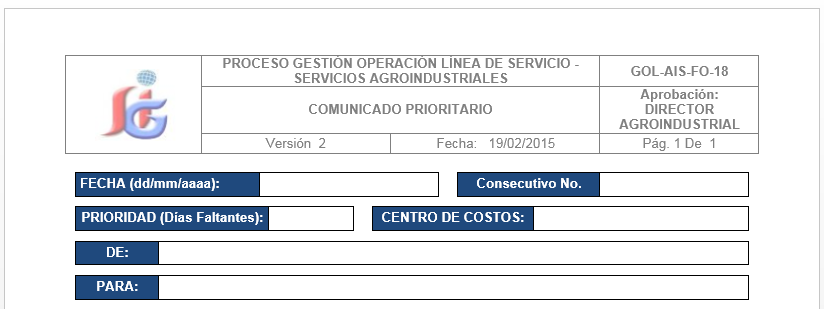 PROCESO GESTIÓN OPERACIÓN LÍNEA DE SERVICIO -
SERVICIOS AGROINDUSTRIALES
GOL-AIS-FO-18
COMUNICADO PRIORITARIO
Aprobación:
DIRECTOR
AGROINDUSTRIAL
Versión 2
Fecha: 19/02/2015
Pág. 1 De 1
FECHA (dd/mm/aaaa):
Consecutivo No.
PRIORIDAD (Días Faltantes):
CENTRO DE COSTOS:
DE:
PARA: